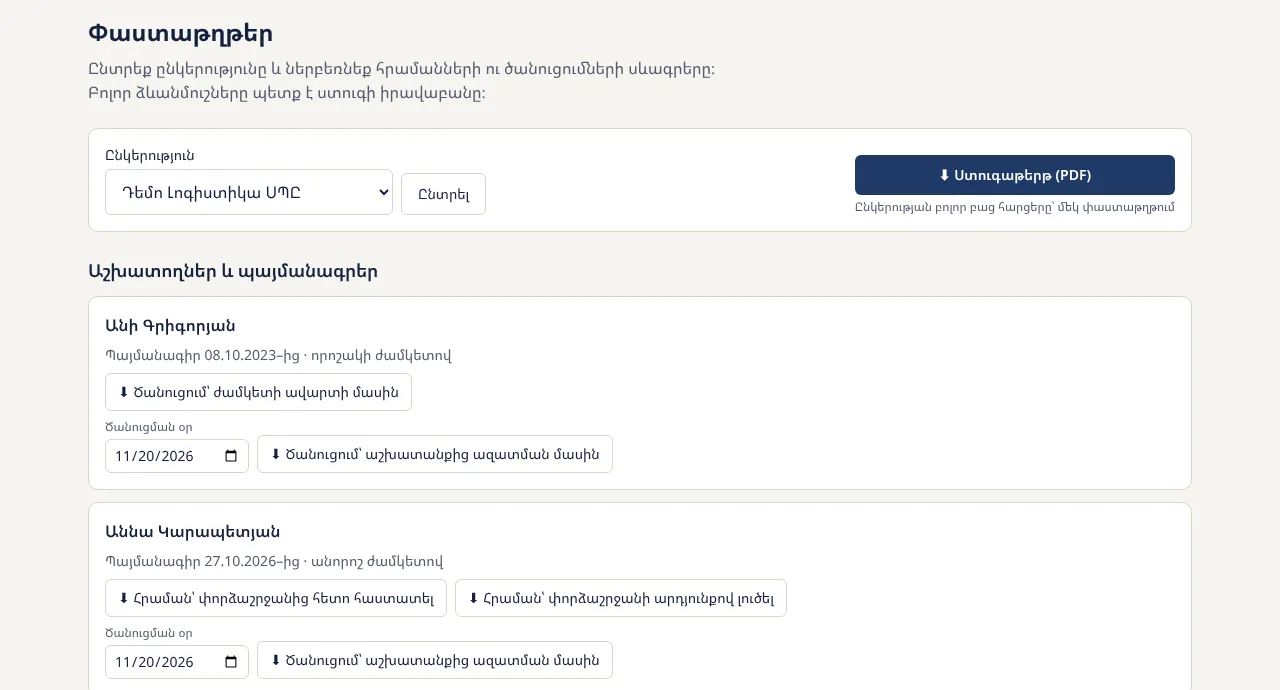 Փաստաթղթեր
Ընտրեք ընկերությունը և ներբեռնեք հրամանների ու ծանուցումների սևագրերը։
Բոլոր ձևանմուշները պետք է ստուգի իրավաբանը։
Ընկերություն
Դեմո Լոգիստիկա ՍՊԸ
Ընտրել
⬇ Ստուգաթերթ (PDF)
Ընկերության բոլոր բաց հարցերը՝ մեկ փաստաթղթում
Աշխատողներ և պայմանագրեր
Անի Գրիգորյան
Պայմանագիր 08.10.2023–ից · որոշակի ժամկետով
⬇ Ծանուցում՝ ժամկետի ավարտի մասին
Ծանուցման օր
11/20/2026
⬇ Ծանուցում՝ աշխատանքից ազատման մասին
Աննա Կարապետյան
Պայմանագիր 27.10.2026–ից · անորոշ ժամկետով
⬇ Հրաման՝ փորձաշրջանից հետո հաստատել
⬇ Հրաման՝ փորձաշրջանի արդյունքով լուծել
Ծանուցման օր
11/20/2026
⬇ Ծանուցում՝ աշխատանքից ազատման մասին